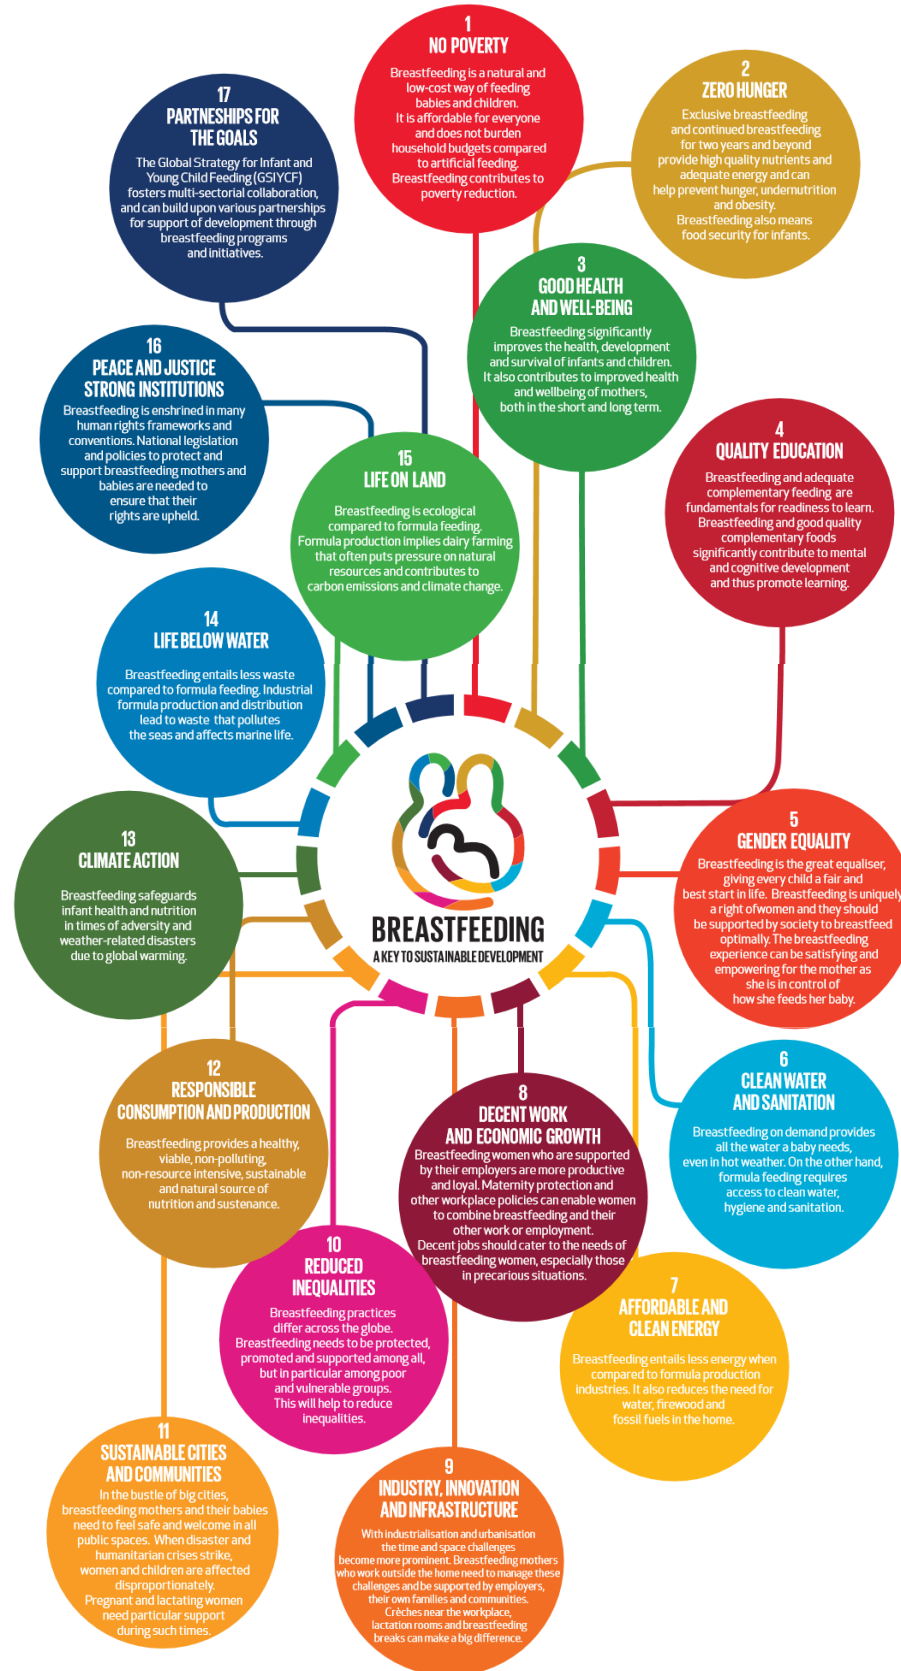 1
NO POVERTY
Breastfeeding is a natural and
low-cost way of feeding
babies and children.
It is affordable for everyone
and does not burden
household budgets compared
to artificial feeding.
Breastfeeding contributes to
poverty reduction.
2
ZERO HUNGER
Exclusive breastfeeding
and continued breastfeeding
for two years and beyond
provide high quality nutrients and
adequate energy and can
help prevent hunger, undernutrition
and obesity.
Breastfeeding also means
food security for infants.
3
GOOD HEALTH
AND WELL-BEING
Breastfeeding significantly
improves the health, development
and survival of infants and children.
It also contributes to improved health
and wellbeing of mothers,
both in the short and long term.
4
QUALITY EDUCATION
Breastfeeding and adequate
complementary feeding are
fundamentals for readiness to learn.
Breastfeeding and good quality
complementary foods
significantly contribute to mental
and cognitive development
and thus promote learning.
5
GENDER EQUALITY
Breastfeeding is the great equaliser,
giving every child a fair and
best start in life. Breastfeeding is uniquely
a right ofwomen and they should
be supported by society to breastfeed
optimally. The breastfeeding
experience can be satisfying and
empowering for the mother as
she is in control of
how she feeds her baby.
6
CLEAN WATER
AND SANITATION
Breastfeeding on demand provides
all the water a baby needs,
even in hot weather. On the other hand,
formula feeding requires
access to clean water,
hygiene and sanitation.
7
AFFORDABLE AND
CLEAN ENERGY
Breastfeeding entails less energy when
compared to formula production
industries. It also reduces the need for
water, firewood and
fossil fuels in the home.
8
DECENT WORK
AND ECONOMIC GROWTH
Breastfeeding women who are supported
by their employers are more productive
and loyal. Maternity protection and
other workplace policies can enable women
to combine breastfeeding and their
other work or employment.
Decent jobs should cater to the needs of
breastfeeding women, especially those
in precarious situations.
9
INDUSTRY, INNOVATION
AND INFRASTRUCTURE
With industrialisation and urbanisation
the time and space challenges
become more prominent. Breastfeeding mothers
who work outside the home need to manage these
challenges and be supported by employers,
their own families and communities.
Crèches near the workplace,
lactation rooms and breastfeeding
breaks can make a big difference.
10
REDUCED
INEQUALITIES
Breastfeeding practices
differ across the globe.
Breastfeeding needs to be protected,
promoted and supported among all,
but in particular among poor
and vulnerable groups.
This will help to reduce
inequalities.
11
SUSTAINABLE CITIES
AND COMMUNITIES
In the bustle of big cities,
breastfeeding mothers and their babies
need to feel safe and welcome in all
public spaces. When disaster and
humanitarian crises strike,
women and children are affected
disproportionately.
Pregnant and lactating women
need particular support
during such times.
12
RESPONSIBLE
CONSUMPTION AND PRODUCTION
Breastfeeding provides a healthy,
viable, non-polluting,
non-resource intensive, sustainable
and natural source of
nutrition and sustenance.
13
CLIMATE ACTION
Breastfeeding safeguards
infant health and nutrition
in times of adversity and
weather-related disasters
due to global warming.
14
LIFE BELOW WATER
Breastfeeding entails less waste
compared to formula feeding. Industrial
formula production and distribution
lead to waste that pollutes
the seas and affects marine life.
15
LIFE ON LAND
Breastfeeding is ecological
compared to formula feeding.
Formula production implies dairy farming
that often puts pressure on natural
resources and contributes to
carbon emissions and climate change.
16
PEACE AND JUSTICE
STRONG INSTITUTIONS
Breastfeeding is enshrined in many
human rights frameworks and
conventions. National legislation
and policies to protect and
support breastfeeding mothers and
babies are needed to
ensure that their
rights are upheld.
17
PARTNESHIPS FOR
THE GOALS
The Global Strategy for Infant and
Young Child Feeding (GSIYCF)
fosters multi-sectorial collaboration,
and can build upon various partnerships
for support of development through
breastfeeding programs
and initiatives.
BREASTFEEDING
A KEY TO SUSTAINABLE DEVELOPMENT